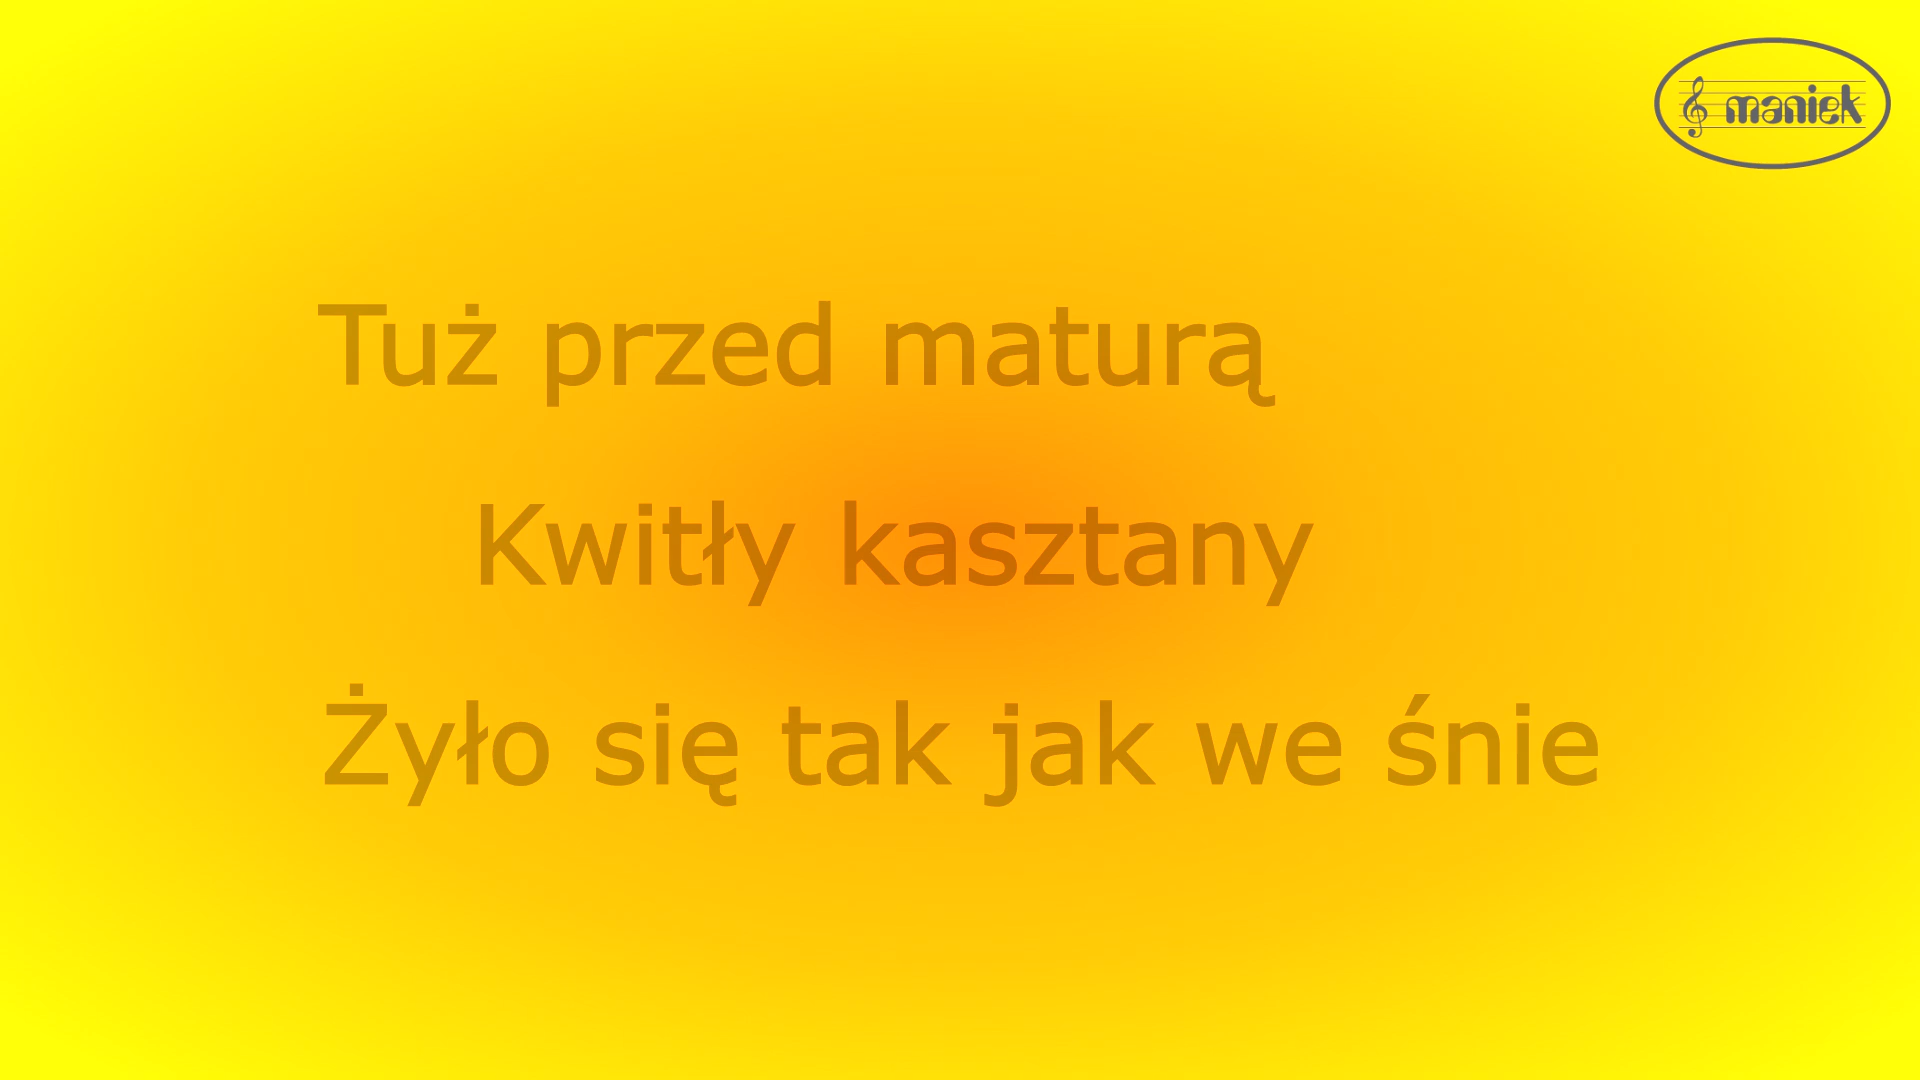 maniek
Tuż przed maturą
Kwitły kasztany
Żyło się tak jak we śnie